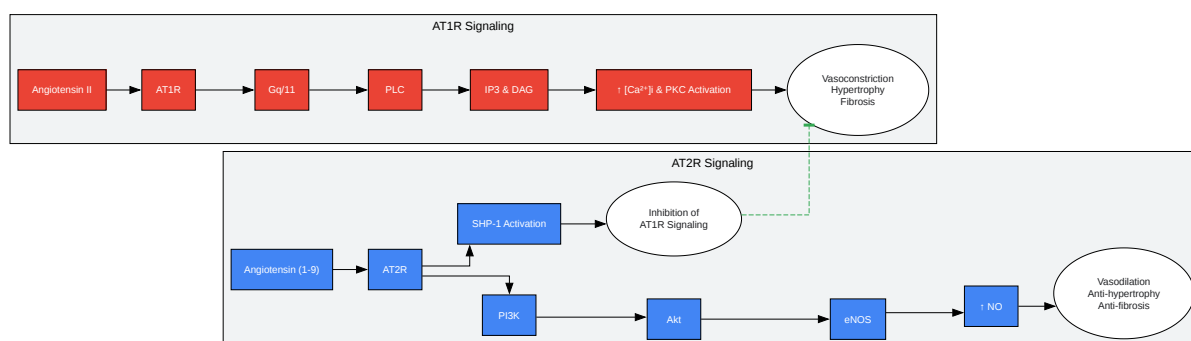 AT1R Signaling
Angiotensin II
AT1R
Gq/11
PLC
IP3 & DAG
↑ [Ca²⁺]i & PKC Activation
Vasoconstriction
Hypertrophy
Fibrosis
AT2R Signaling
Angiotensin (1-9)
AT2R
SHP-1 Activation
Inhibition of
AT1R Signaling
PI3K
Akt
eNOS
↑ NO
Vasodilation
Anti-hypertrophy
Anti-fibrosis